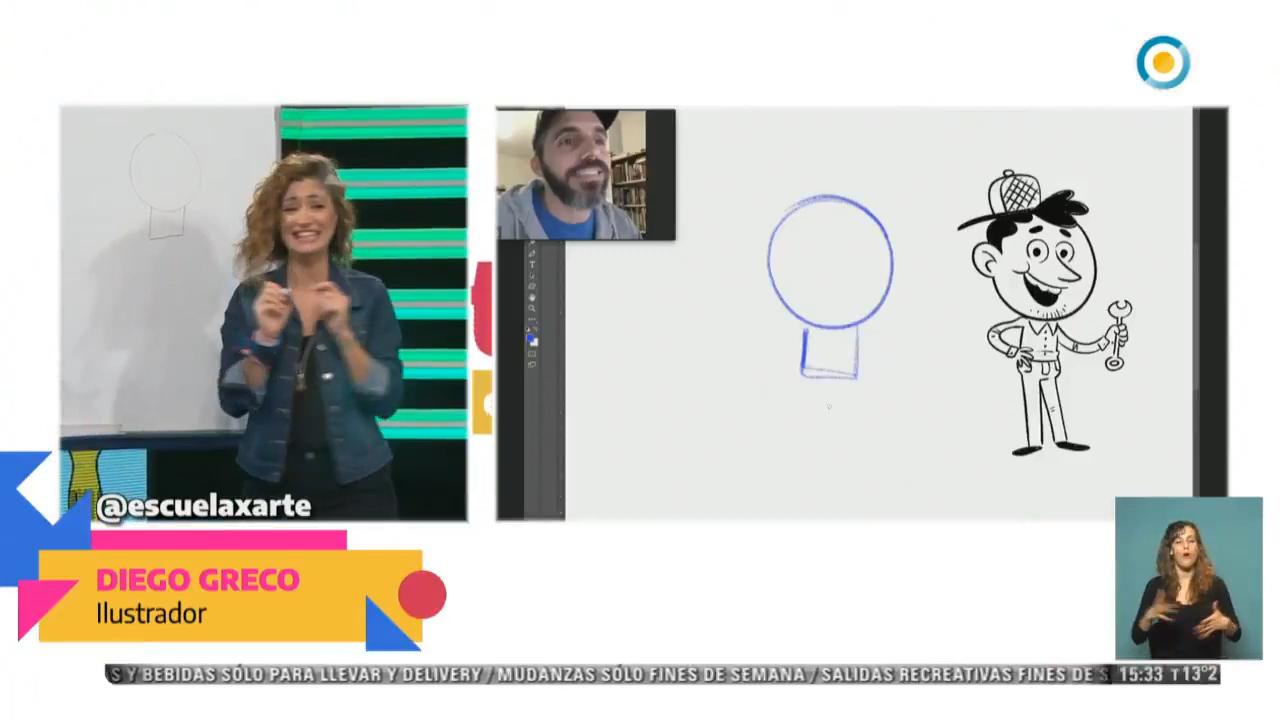 @escuelaxarte
DIEGO GRECO
Ilustrador
Y BEBIDAS SÓLO PARA LLEVAR Y DELIVERY / MUDANZAS SÓLO FINES DE SEMANA / SALIDAS RECREATIVAS FINES DE 15:33 T 13°2